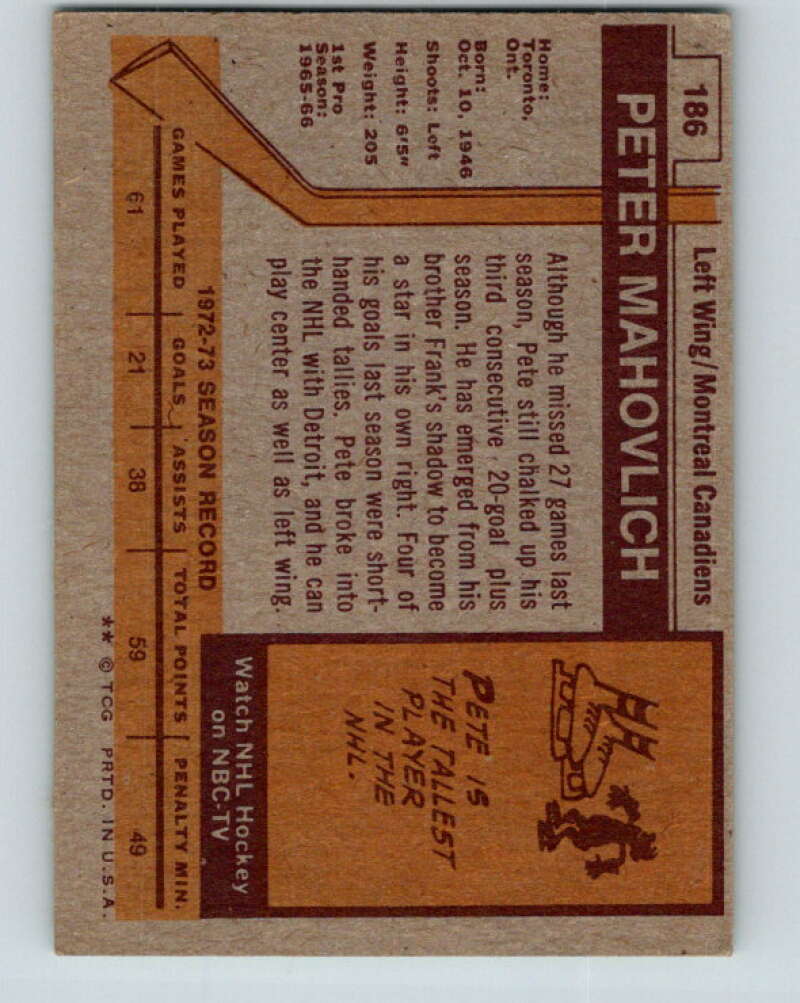 186
Left Wing/Montreal Canadiens
PETER MAHOVLICH
Home:
Toronto,
Ont.
Born:
Oct. 10, 1946
Shoots: Left
Height: 6'5"
Weight: 205
1st Pro
Season:
1965-66
Although he missed 27 games last
season, Pete still chalked up his
third consecutive 20-goal plus
season. He has emerged from his
brother Frank's shadow to become
a star in his own right. Four of
his goals last season were short-
handed tallies. Pete broke into
the NHL with Detroit, and he can
play center as well as left wing.
PETE IS
THE TALLEST
PLAYER
IN THE
NHL.
Watch NHL Hockey
on NBC-TV
1972-73 SEASON RECORD
GAMES PLAYED GOALS ASSISTS TOTAL POINTS PENALTY MIN.
61 21 38 59 49
** © TCG PRTD. IN U.S.A.